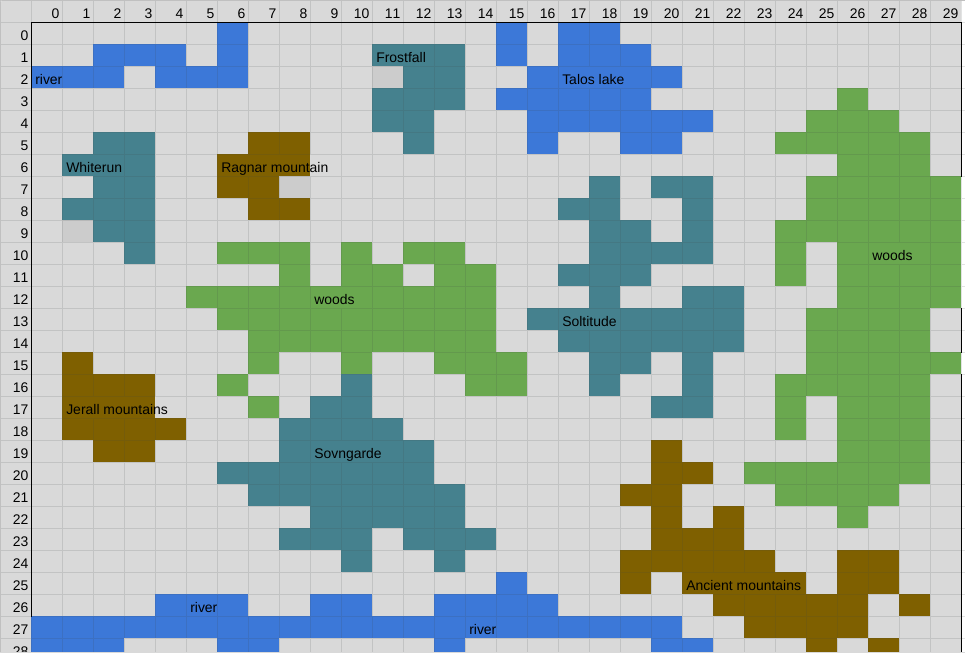 0 1 2 3 4 5 6 7 8 9 10 11 12 13 14 15 16 17 18 19 20 21 22 23 24 25 26 27 28 29
0
1 Frostfall
2 river Talos lake
3
4
5
6 Whiterun Ragnar mountain
7
8
9
10 woods
11
12 woods
13 Soltitude
14
15
16
17 Jerall mountains
18
19 Sovngarde
20
21
22
23
24
25 Ancient mountains
26 river
27 river
28